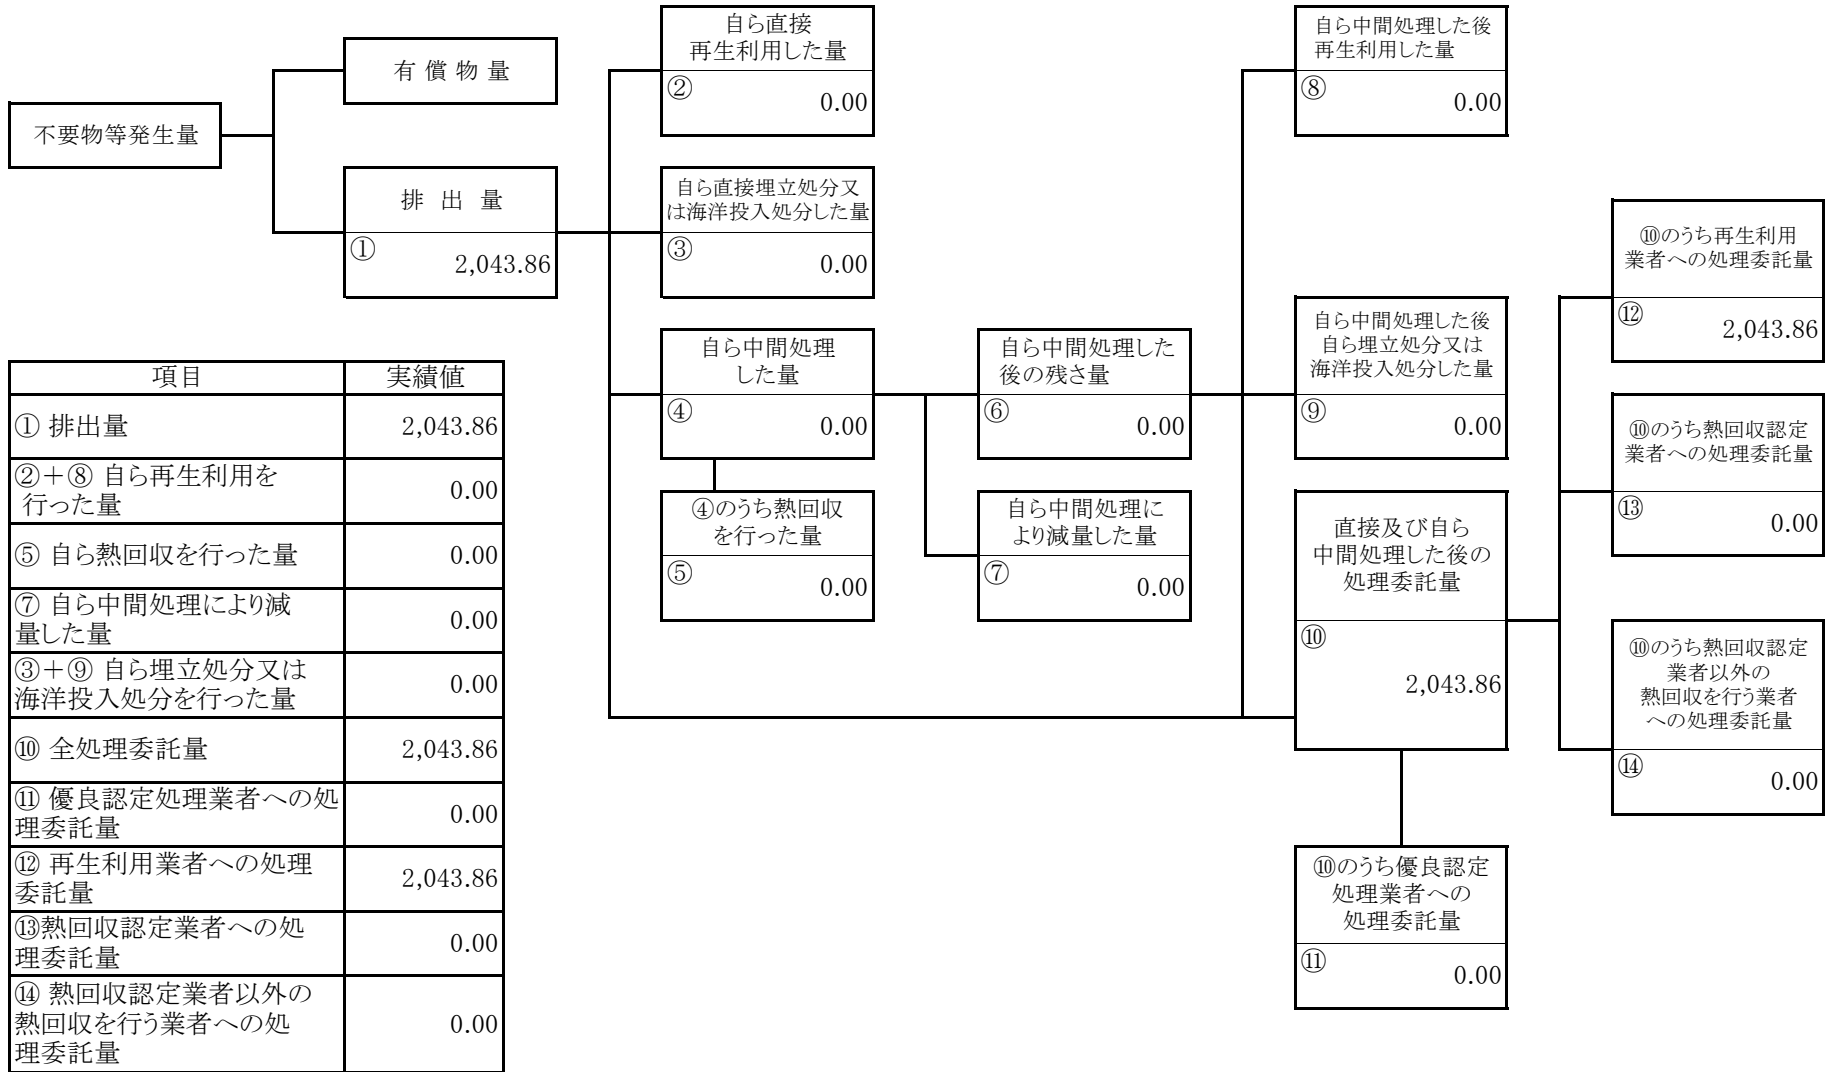 不要物等発生量
有 償 物 量
排 出 量
①
2,043.86
自ら直接
再生利用した量
②
0.00
自ら直接埋立処分又
は海洋投入処分した量
③
0.00
自ら中間処理
した量
④
0.00
④のうち熱回収
を行った量
⑤
0.00
自ら中間処理した
後の残さ量
⑥
0.00
自ら中間処理に
より減量した量
⑦
0.00
自ら中間処理した後
再生利用した量
⑧
0.00
自ら中間処理した後
自ら埋立処分又は
海洋投入処分した量
⑨
0.00
直接及び自ら
中間処理した後の
処理委託量
⑩
2,043.86
⑩のうち優良認定
処理業者への
処理委託量
⑪
0.00
⑩のうち再生利用
業者への処理委託量
⑫
2,043.86
⑩のうち熱回収認定
業者への処理委託量
⑬
0.00
⑩のうち熱回収認定
業者以外の
熱回収を行う業者
への処理委託量
⑭
0.00
項目 実績値
① 排出量 2,043.86
②+⑧ 自ら再生利用を
行った量 0.00
⑤ 自ら熱回収を行った量 0.00
⑦ 自ら中間処理により減
量した量 0.00
③+⑨ 自ら埋立処分又は
海洋投入処分を行った量 0.00
⑩ 全処理委託量 2,043.86
⑪ 優良認定処理業者への処
理委託量 0.00
⑫ 再生利用業者への処理
委託量 2,043.86
⑬熱回収認定業者への処
理委託量 0.00
⑭ 熱回収認定業者以外の
熱回収を行う業者への処
理委託量 0.00